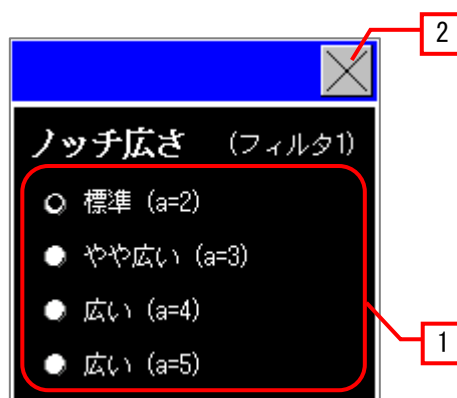 2
ノッチ広さ (フィルタ1)
標準 (a=2)
やや広い (a=3)
広い (a=4)
広い (a=5)
1